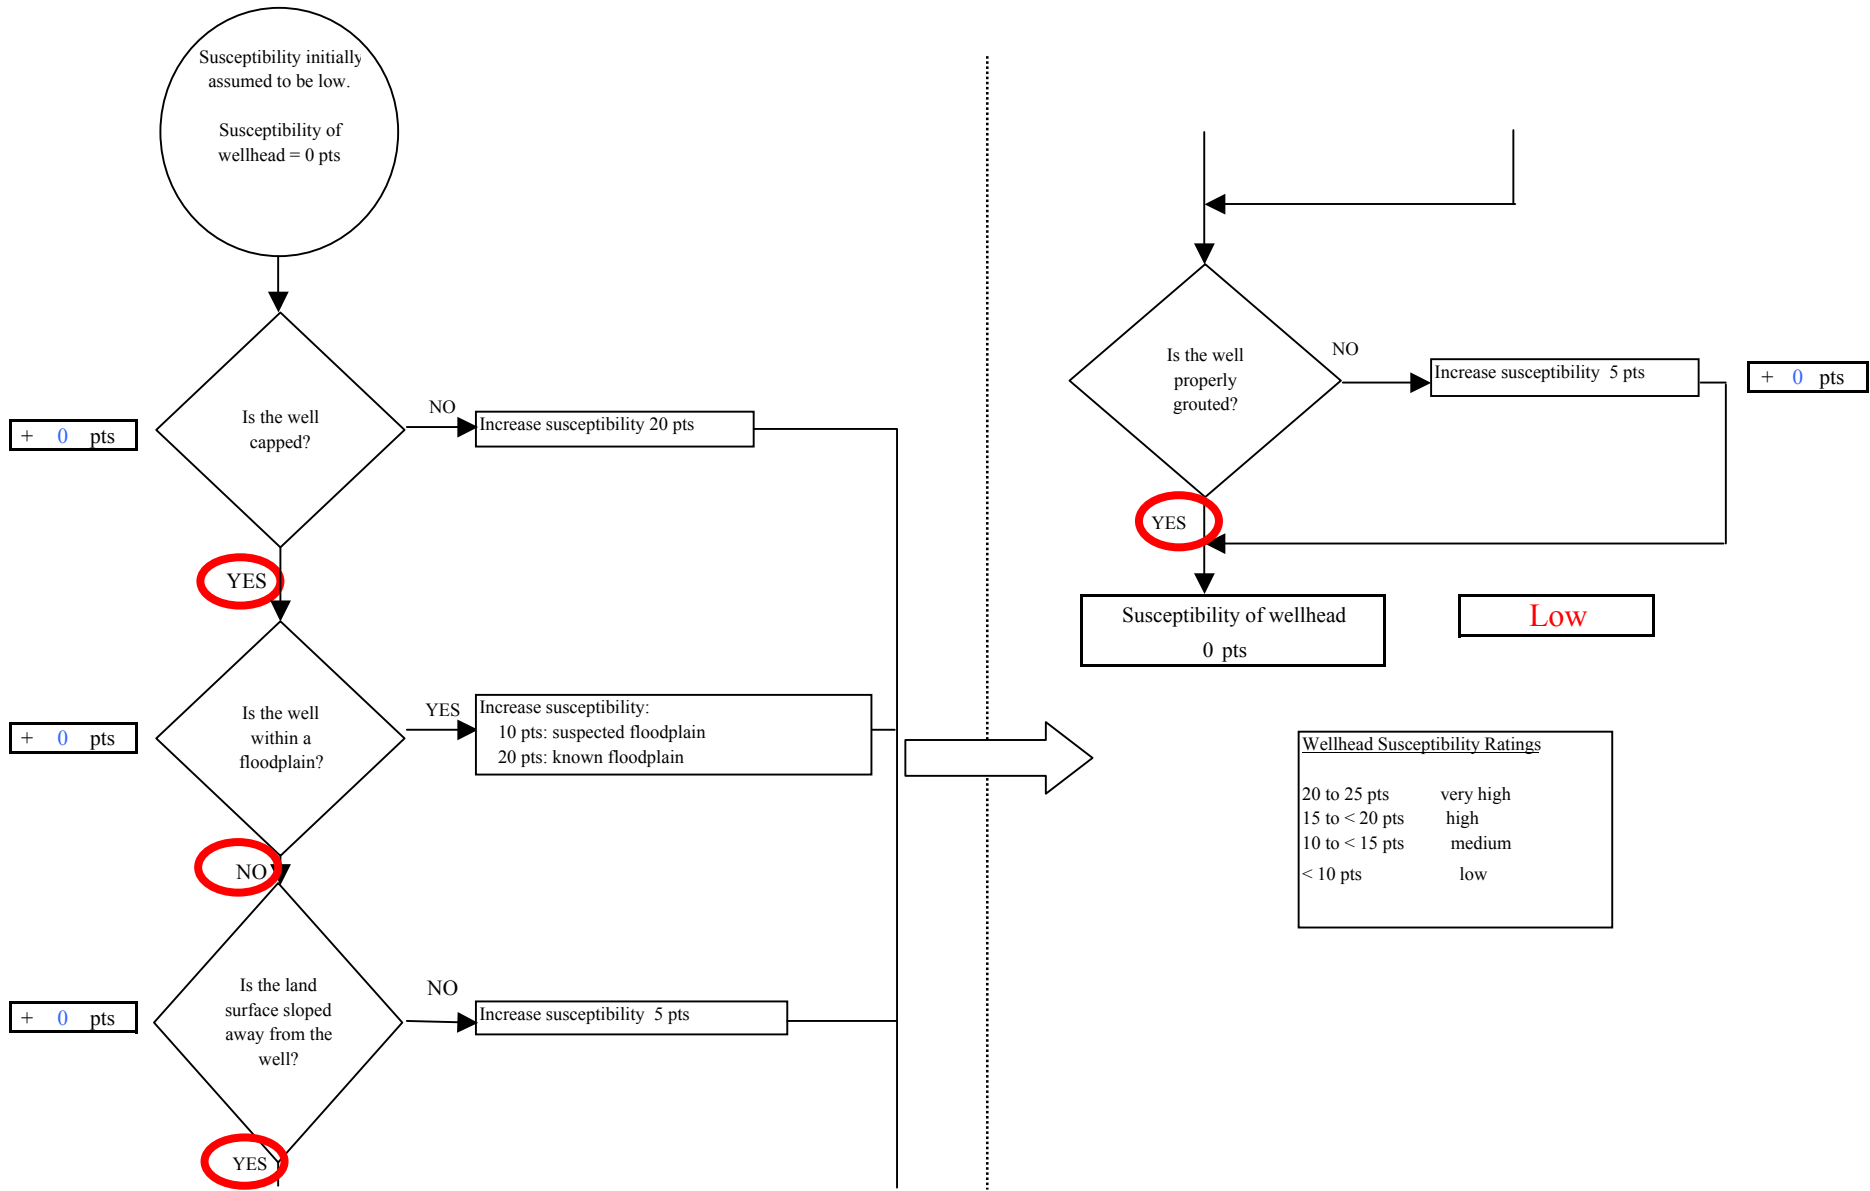 Susceptibility initially
assumed to be low.
Susceptibility of
wellhead = 0 pts
Is the well
capped?
NO
Increase susceptibility 20 pts
+ 0 pts
YES
Is the well
within a
floodplain?
YES
Increase susceptibility:
10 pts: suspected floodplain
20 pts: known floodplain
+ 0 pts
NO
Is the land
surface sloped
away from the
well?
NO
Increase susceptibility 5 pts
+ 0 pts
YES
Is the well
properly
grouted?
NO
Increase susceptibility 5 pts
+ 0 pts
YES
Susceptibility of wellhead
0 pts
Low
Wellhead Susceptibility Ratings
20 to 25 pts very high
15 to < 20 pts high
10 to < 15 pts medium
< 10 pts low